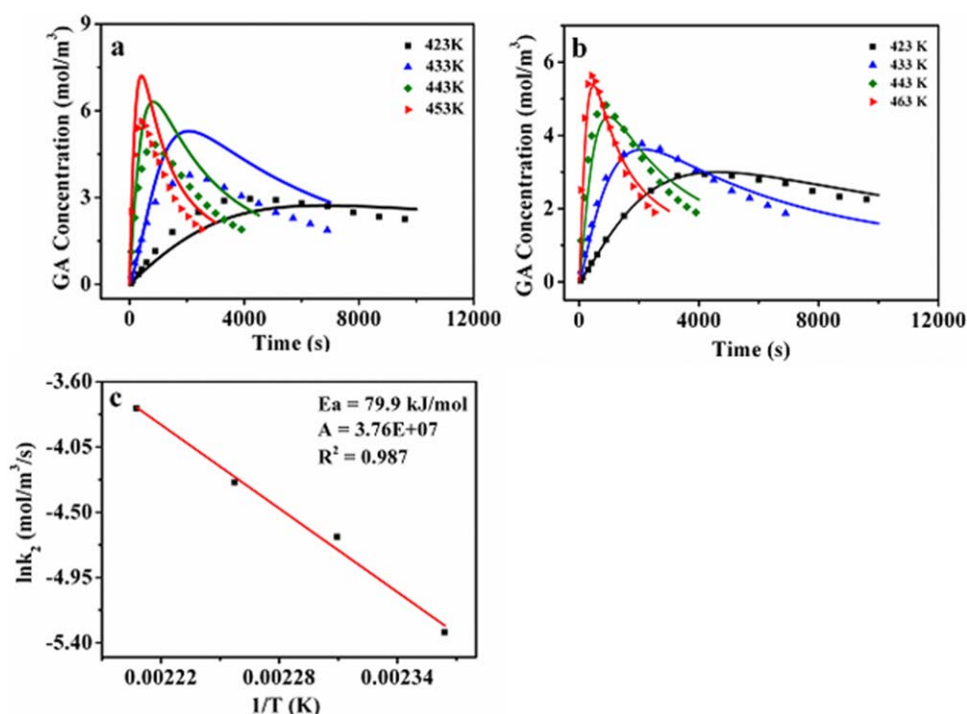 a
423K
433K
443K
453K
GA Concentration (mol/m³)
9
6
3
0
0 4000 8000 12000
Time (s)
b
423 K
433 K
443 K
463 K
GA Concentration (mol/m³)
6
4
2
0
0 4000 8000 12000
Time (s)
c
Ea = 79.9 kJ/mol
A = 3.76E+07
R² = 0.987
lnk₂ (mol/m³/s)
-3.60
-4.05
-4.50
-4.95
-5.40
0.00222 0.00228 0.00234
1/T (K)